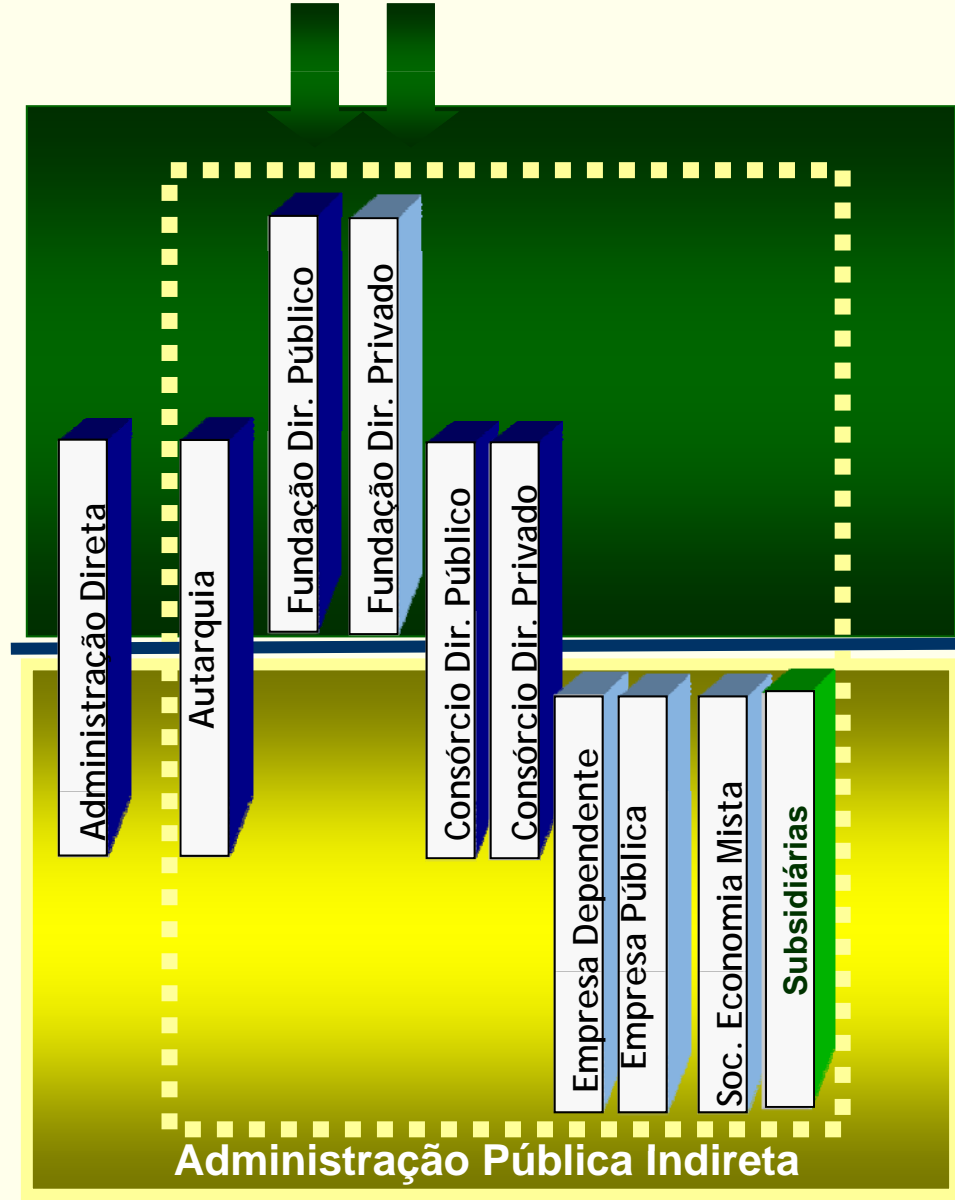 Administração Direta
Autarquia
Fundação Dir. Público
Fundação Dir. Privado
Consórcio Dir. Público
Consórcio Dir. Privado
Empresa Dependente
Empresa Pública
Soc. Economia Mista
Subsidiárias
Administração Pública Indireta